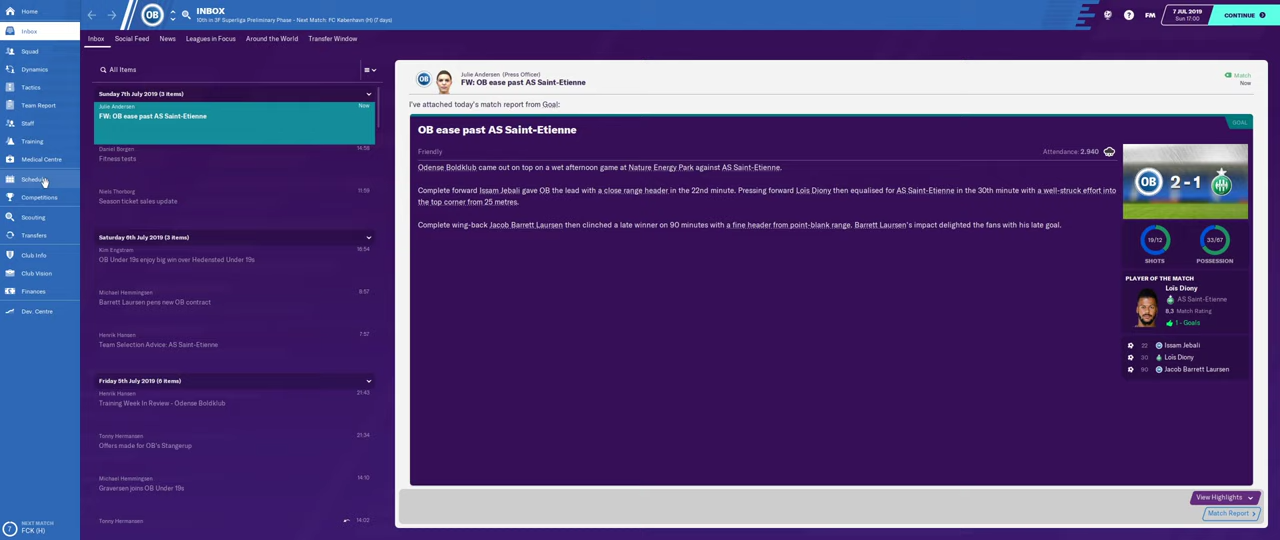 Home
Inbox
Squad
Dynamics
Tactics
Team Report
Staff
Training
Medical Centre
Schedule
Competitions
Scouting
Transfers
Club Info
Club Vision
Finances
Dev. Centre
NEXT MATCH
FCK (H)
OB
INBOX
10th in 3F Superliga Preliminary Phase - Next Match: FC København (H) (7 days)
FM
7 JUL 2019
Sun 17:00
CONTINUE
Inbox
Social Feed
News
Leagues in Focus
Around the World
Transfer Window
All Items
Sunday 7th July 2019 (3 items)
Julie Andersen
Now
FW: OB ease past AS Saint-Etienne
Daniel Borgen
14:58
Fitness tests
Niels Thorborg
11:59
Season ticket sales update
Saturday 6th July 2019 (3 items)
Kim Engstrøm
16:54
OB Under 19s enjoy big win over Hedensted Under 19s
Michael Hemmingsen
8:57
Barrett Laursen pens new OB contract
Henrik Hansen
7:57
Team Selection Advice: AS Saint-Etienne
Friday 5th July 2019 (6 items)
Henrik Hansen
21:43
Training Week In Review - Odense Boldklub
Tonny Hermansen
21:34
Offers made for OB's Stangerup
Michael Hemmingsen
14:10
Graversen joins OB Under 19s
Tonny Hermansen
14:02
OB
Julie Andersen (Press Officer)
FW: OB ease past AS Saint-Etienne
Match
Now
I've attached today's match report from Goal:
GOAL
OB ease past AS Saint-Etienne
Friendly
Attendance: 2,940
Odense Boldklub came out on top on a wet afternoon game at Nature Energy Park against AS Saint-Etienne.
Complete forward Issam Jebali gave OB the lead with a close range header in the 22nd minute. Pressing forward Loïs Diony then equalised for AS Saint-Etienne in the 30th minute with a well-struck effort into
the top corner from 25 metres.
Complete wing-back Jacob Barrett Laursen then clinched a late winner on 90 minutes with a fine header from point-blank range. Barrett Laursen's impact delighted the fans with his late goal.
OB
2 - 1
19/12
33/67
SHOTS
POSSESSION
PLAYER OF THE MATCH
Loïs Diony
AS Saint-Etienne
8.3 Match Rating
1 - Goals
22 Issam Jebali
30 Loïs Diony
90 Jacob Barrett Laursen
View Highlights
Match Report